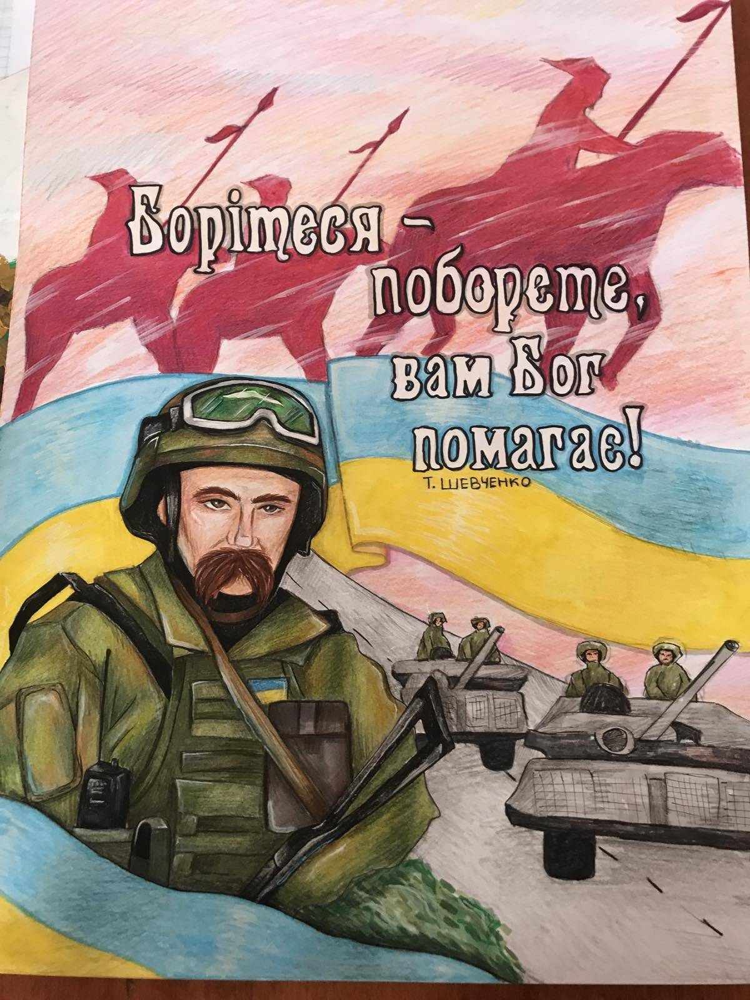 Борітеся –
поборете,
вам Бог
помагає!
Т. ШЕВЧЕНКО